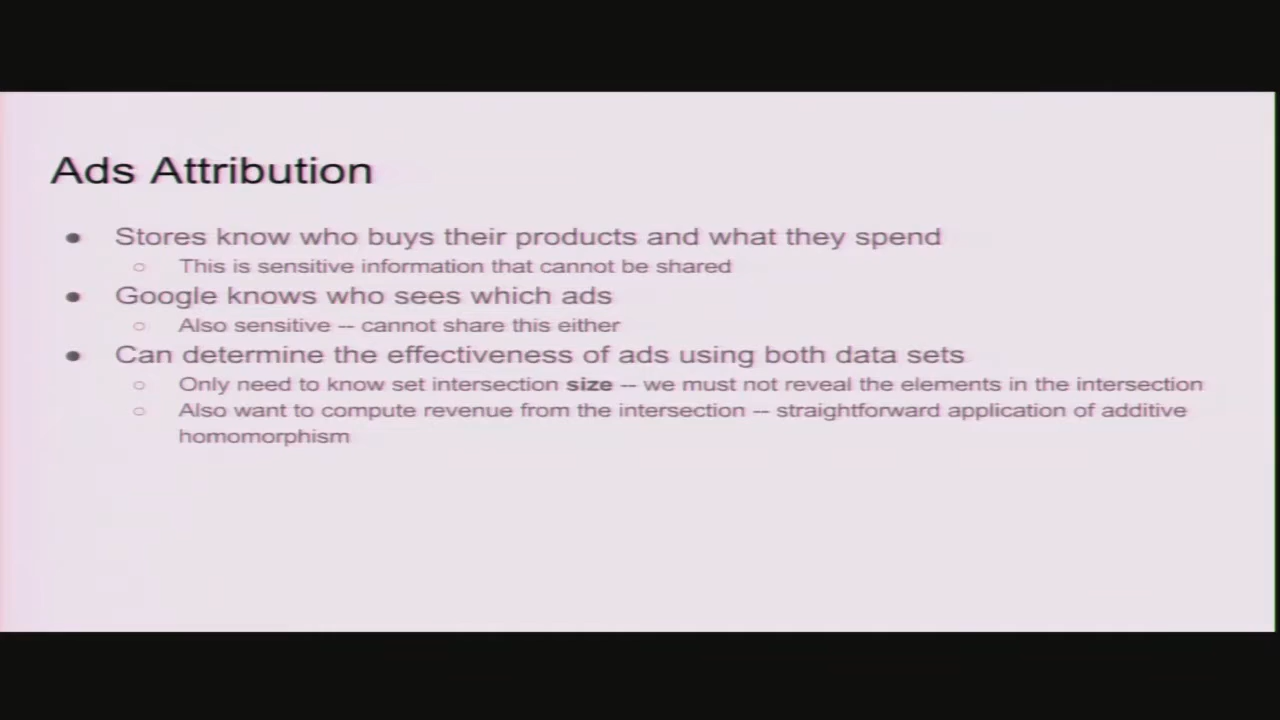 Ads Attribution
● Stores know who buys their products and what they spend
○ This is sensitive information that cannot be shared
● Google knows who sees which ads
○ Also sensitive -- cannot share this either
● Can determine the effectiveness of ads using both data sets
○ Only need to know set intersection size -- we must not reveal the elements in the intersection
○ Also want to compute revenue from the intersection -- straightforward application of additive
homomorphism